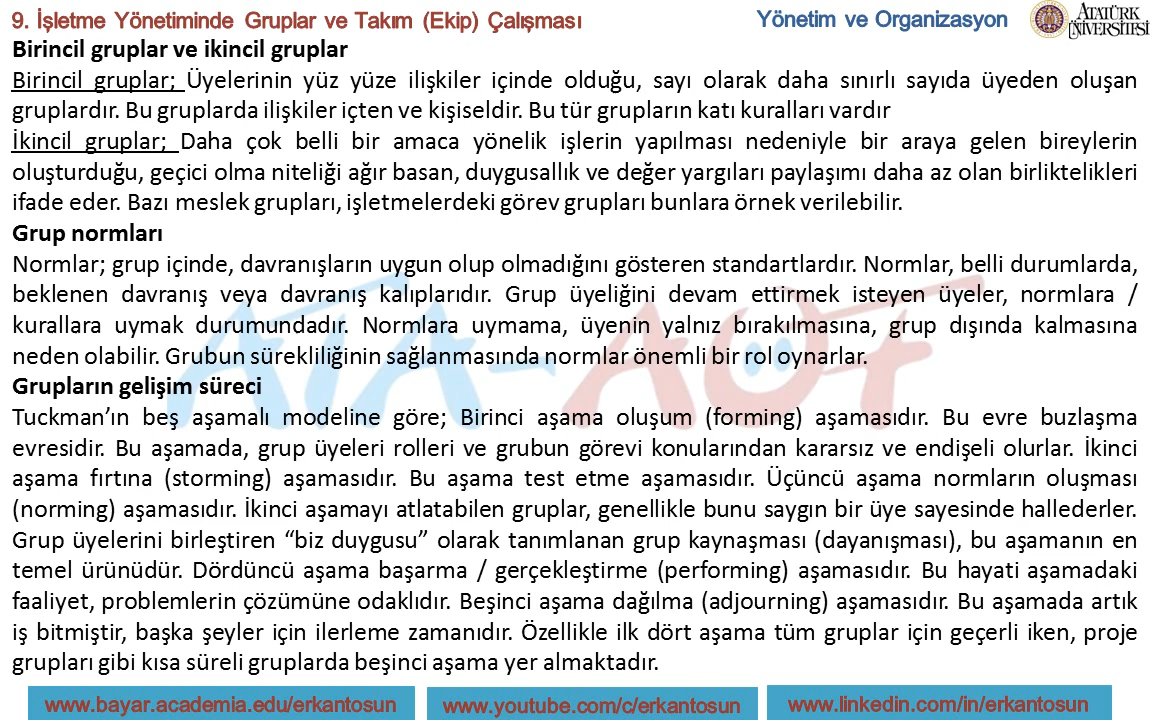 9. İşletme Yönetiminde Gruplar ve Takım (Ekip) Çalışması
Yönetim ve Organizasyon
ATATÜRK
ÜNİVERSİTESİ
Birincil gruplar ve ikincil gruplar
Birincil gruplar; Üyelerinin yüz yüze ilişkiler içinde olduğu, sayı olarak daha sınırlı sayıda üyeden oluşan
gruplardır. Bu gruplarda ilişkiler içten ve kişiseldir. Bu tür grupların katı kuralları vardır
İkincil gruplar; Daha çok belli bir amaca yönelik işlerin yapılması nedeniyle bir araya gelen bireylerin
oluşturduğu, geçici olma niteliği ağır basan, duygusallık ve değer yargıları paylaşımı daha az olan birliktelikleri
ifade eder. Bazı meslek grupları, işletmelerdeki görev grupları bunlara örnek verilebilir.
Grup normları
Normlar; grup içinde, davranışların uygun olup olmadığını gösteren standartlardır. Normlar, belli durumlarda,
beklenen davranış veya davranış kalıplarıdır. Grup üyeliğini devam ettirmek isteyen üyeler, normlara /
kurallara uymak durumundadır. Normlara uymama, üyenin yalnız bırakılmasına, grup dışında kalmasına
neden olabilir. Grubun sürekliliğinin sağlanmasında normlar önemli bir rol oynarlar.
Grupların gelişim süreci
Tuckman’ın beş aşamalı modeline göre; Birinci aşama oluşum (forming) aşamasıdır. Bu evre buzlaşma
evresidir. Bu aşamada, grup üyeleri rolleri ve grubun görevi konularından kararsız ve endişeli olurlar. İkinci
aşama fırtına (storming) aşamasıdır. Bu aşama test etme aşamasıdır. Üçüncü aşama normların oluşması
(norming) aşamasıdır. İkinci aşamayı atlatabilen gruplar, genellikle bunu saygın bir üye sayesinde hallederler.
Grup üyelerini birleştiren “biz duygusu” olarak tanımlanan grup kaynaşması (dayanışması), bu aşamanın en
temel ürünüdür. Dördüncü aşama başarma / gerçekleştirme (performing) aşamasıdır. Bu hayati aşamadaki
faaliyet, problemlerin çözümüne odaklıdır. Beşinci aşama dağılma (adjourning) aşamasıdır. Bu aşamada artık
iş bitmiştir, başka şeyler için ilerleme zamanıdır. Özellikle ilk dört aşama tüm gruplar için geçerli iken, proje
grupları gibi kısa süreli gruplarda beşinci aşama yer almaktadır.
ATA-AÖF
www.bayar.academia.edu/erkantosun
www.youtube.com/c/erkantosun
www.linkedin.com/in/erkantosun